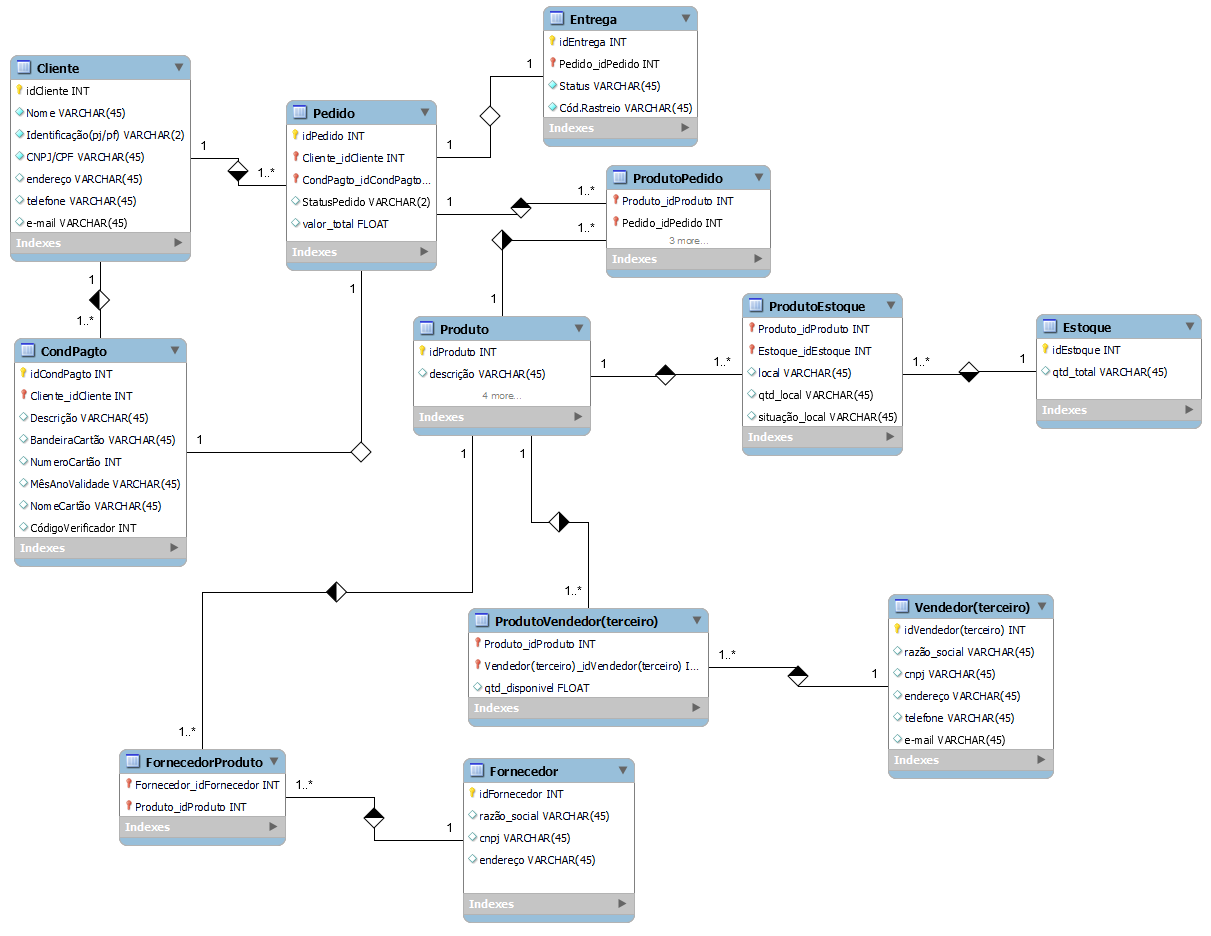 Entrega
idEntrega INT
Pedido_idPedido INT
Status VARCHAR(45)
Cód.Rastreio VARCHAR(45)
Indexes
Cliente
idCliente INT
Nome VARCHAR(45)
Identificação(pj/pf) VARCHAR(2)
CNPJ/CPF VARCHAR(45)
endereço VARCHAR(45)
telefone VARCHAR(45)
e-mail VARCHAR(45)
Indexes
1
1..*
Pedido
idPedido INT
Cliente_idCliente INT
CondPagto_idCondPagto...
StatusPedido VARCHAR(2)
valor_total FLOAT
Indexes
1
1
1
1..*
ProdutoPedido
Produto_idProduto INT
Pedido_idPedido INT
3 more...
Indexes
1..*
1
1
1..*
CondPagto
idCondPagto INT
Cliente_idCliente INT
Descrição VARCHAR(45)
BandeiraCartão VARCHAR(45)
NumeroCartão INT
MêsAnoValidade VARCHAR(45)
NomeCartão VARCHAR(45)
CódigoVerificador INT
Indexes
1
1
Produto
idProduto INT
descrição VARCHAR(45)
4 more...
Indexes
1
1..*
ProdutoEstoque
Produto_idProduto INT
Estoque_idEstoque INT
local VARCHAR(45)
qtd_local VARCHAR(45)
situação_local VARCHAR(45)
Indexes
1..*
1
Estoque
idEstoque INT
qtd_total VARCHAR(45)
Indexes
1
1
1..*
1..*
ProdutoVendedor(terceiro)
Produto_idProduto INT
Vendedor(terceiro)_idVendedor(terceiro) I...
qtd_disponivel FLOAT
Indexes
1..*
1
Vendedor(terceiro)
idVendedor(terceiro) INT
razão_social VARCHAR(45)
cnpj VARCHAR(45)
endereço VARCHAR(45)
telefone VARCHAR(45)
e-mail VARCHAR(45)
Indexes
FornecedorProduto
Fornecedor_idFornecedor INT
Produto_idProduto INT
Indexes
1..*
1
Fornecedor
idFornecedor INT
razão_social VARCHAR(45)
cnpj VARCHAR(45)
endereço VARCHAR(45)
Indexes